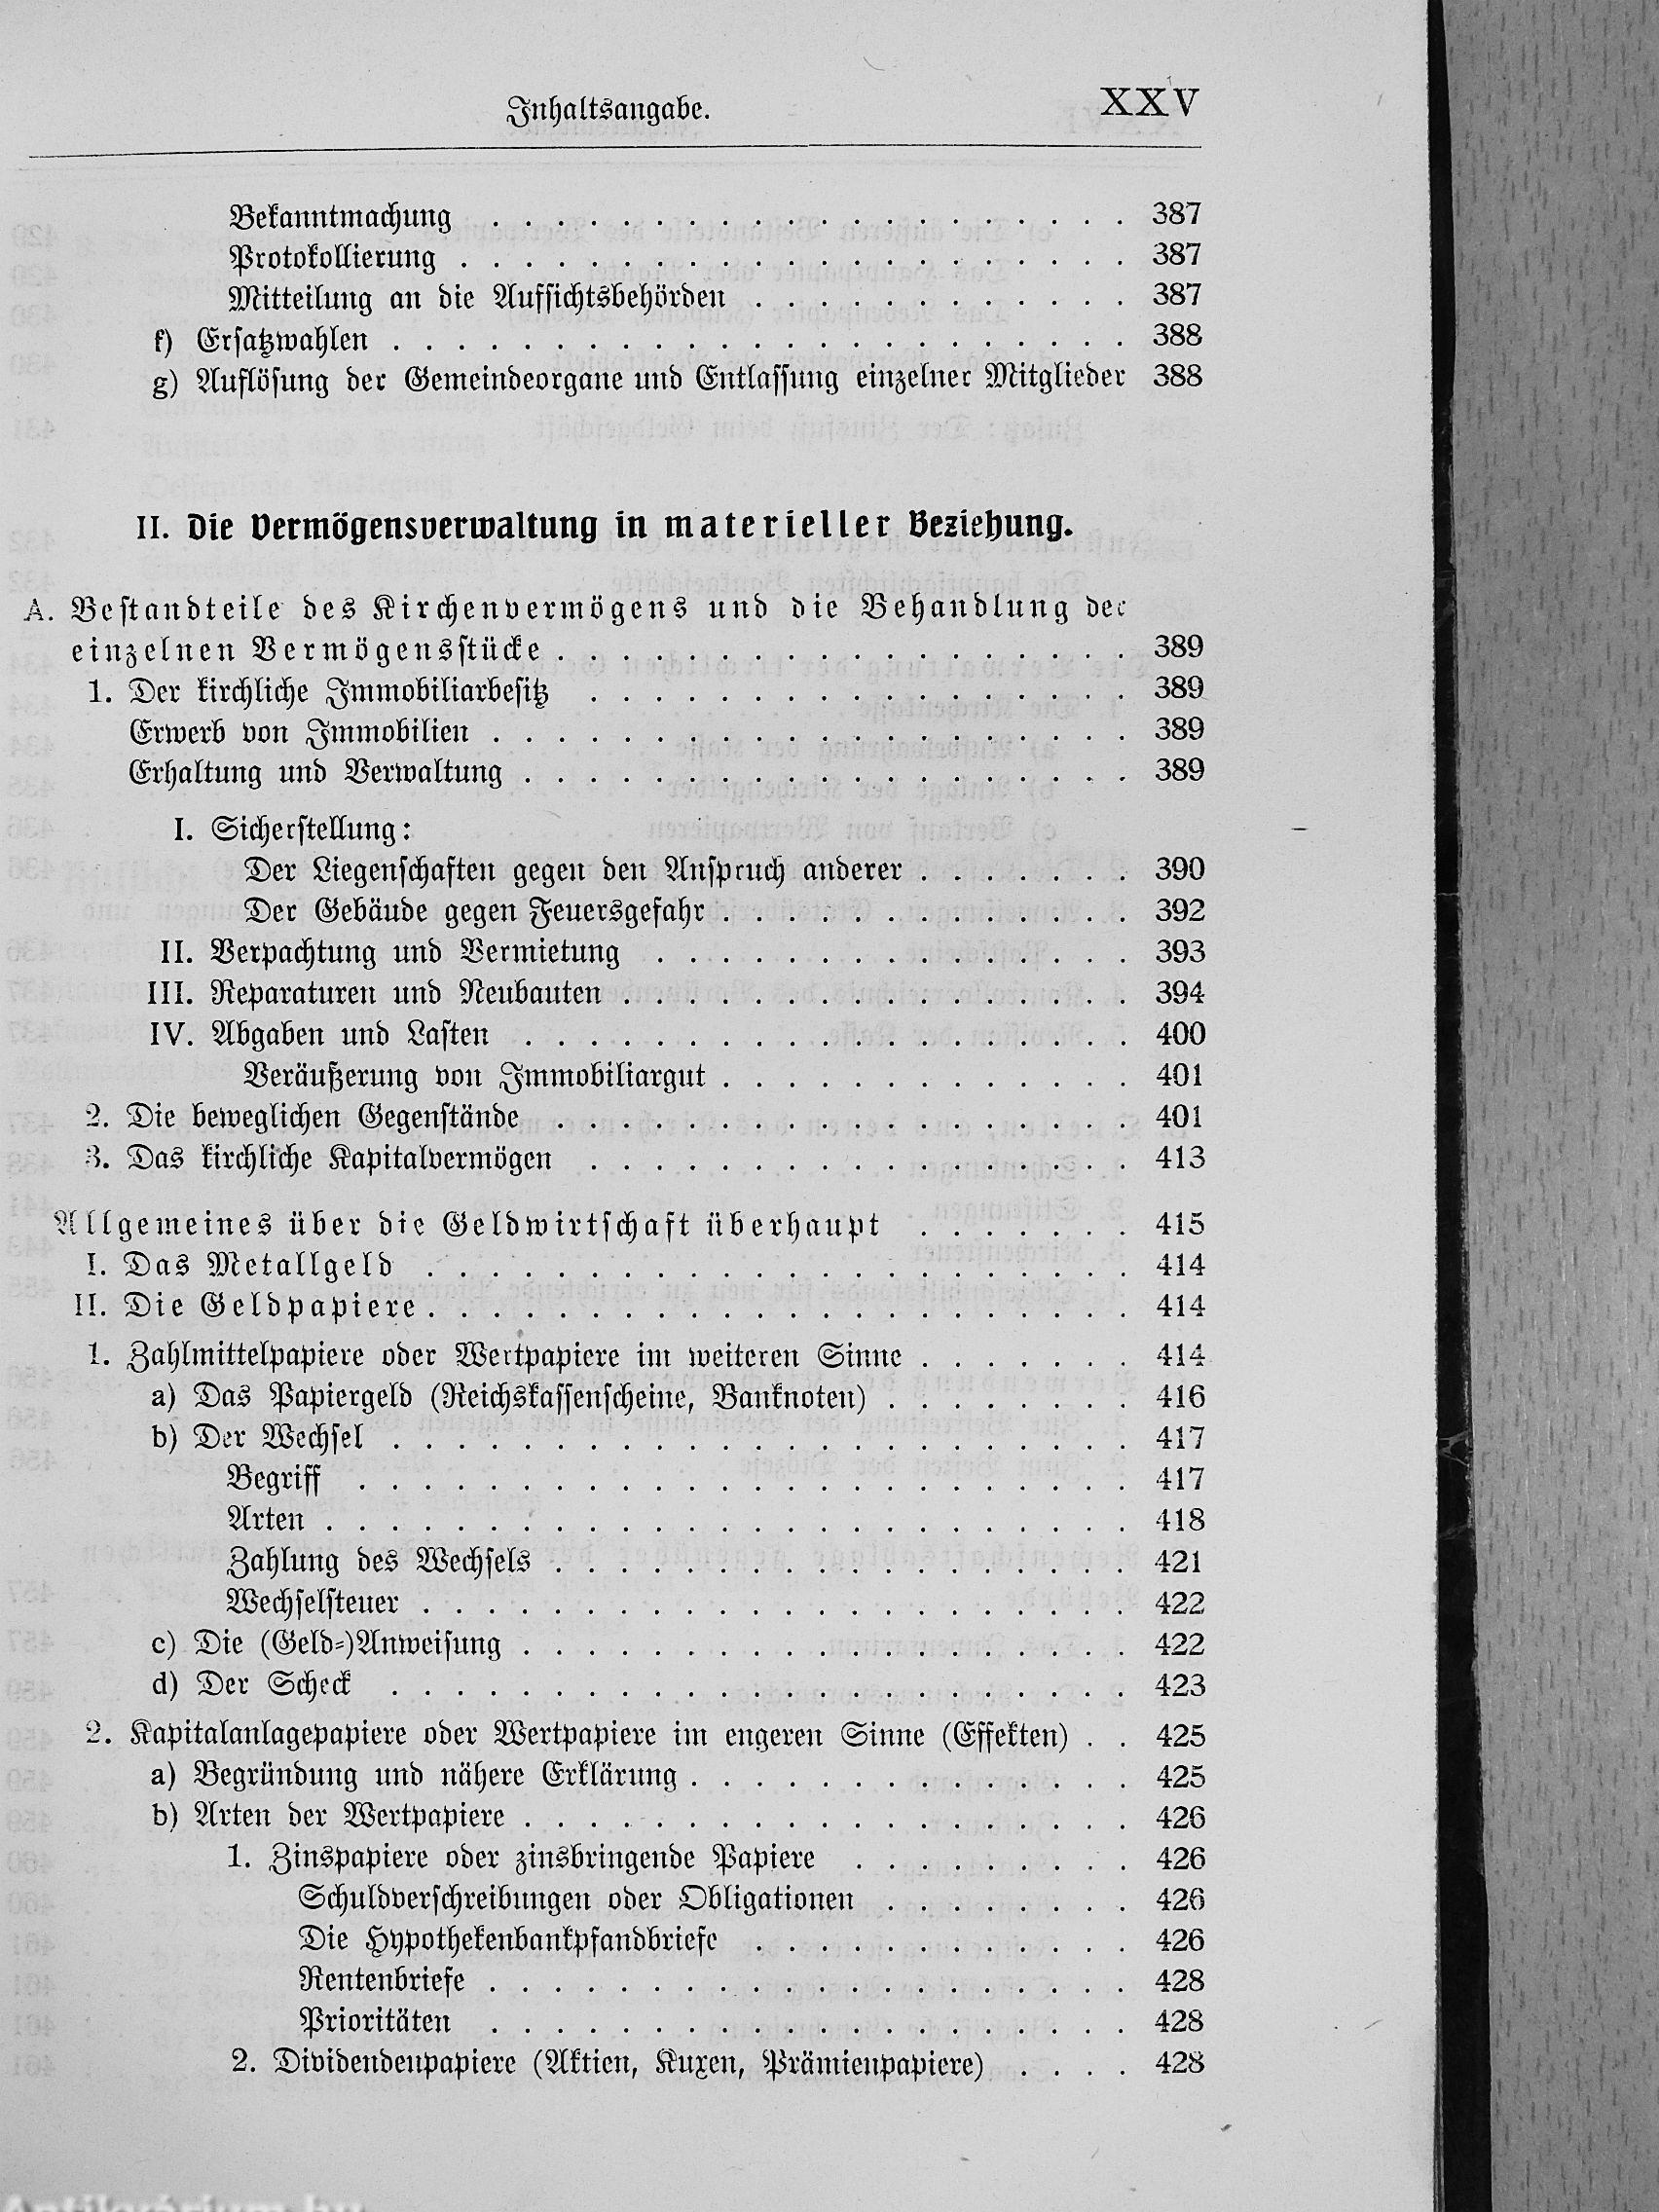 Inhaltsangabe. XXV
Bekanntmachung . . . . . . . . . . . . . . . . . . . . 387
Protokollierung . . . . . . . . . . . . . . . . . . . . . 387
Mitteilung an die Aufsichtsbehörden . . . . . . . . . . . . 387
f) Ersatzwahlen . . . . . . . . . . . . . . . . . . . . . . . 388
g) Auflösung der Gemeindeorgane und Entlassung einzelner Mitglieder 388
II. Die Vermögensverwaltung in materieller Beziehung.
A. Bestandteile des Kirchenvermögens und die Behandlung der
einzelnen Vermögensstücke . . . . . . . . . . . . . . . . . . 389
1. Der kirchliche Immobiliarbesitz . . . . . . . . . . . . . . . . . 389
Erwerb von Immobilien . . . . . . . . . . . . . . . . . . . . 389
Erhaltung und Verwaltung . . . . . . . . . . . . . . . . . . . 389
I. Sicherstellung:
Der Liegenschaften gegen den Anspruch anderer . . . . . . . 390
Der Gebäude gegen Feuersgefahr . . . . . . . . . . . . . 392
II. Verpachtung und Vermietung . . . . . . . . . . . . . . . 393
III. Reparaturen und Neubauten . . . . . . . . . . . . . . . . 394
IV. Abgaben und Lasten . . . . . . . . . . . . . . . . . . . 400
Veräußerung von Immobiliargut . . . . . . . . . . . . . 401
2. Die beweglichen Gegenstände . . . . . . . . . . . . . . . . . . 401
3. Das kirchliche Kapitalvermögen . . . . . . . . . . . . . . . . . 413
Allgemeines über die Geldwirtschaft überhaupt . . . . . . . 415
I. Das Metallgeld . . . . . . . . . . . . . . . . . . . . . . 414
II. Die Geldpapiere . . . . . . . . . . . . . . . . . . . . . . 414
1. Zahlmittelpapiere oder Wertpapiere im weiteren Sinne . . . . . . . 414
a) Das Papiergeld (Reichskassenscheine, Banknoten) . . . . . . . . 416
b) Der Wechsel . . . . . . . . . . . . . . . . . . . . . . . 417
Begriff . . . . . . . . . . . . . . . . . . . . . . . . 417
Arten . . . . . . . . . . . . . . . . . . . . . . . . . 418
Zahlung des Wechsels . . . . . . . . . . . . . . . . . . 421
Wechselsteuer . . . . . . . . . . . . . . . . . . . . . . 422
c) Die (Geld-)Anweisung . . . . . . . . . . . . . . . . . . . 422
d) Der Scheck . . . . . . . . . . . . . . . . . . . . . . . 423
2. Kapitalanlagepapiere oder Wertpapiere im engeren Sinne (Effekten) . . 425
a) Begründung und nähere Erklärung . . . . . . . . . . . . . . 425
b) Arten der Wertpapiere . . . . . . . . . . . . . . . . . . . 426
1. Zinspapiere oder zinsbringende Papiere . . . . . . . . . 426
Schuldverschreibungen oder Obligationen . . . . . . . . 426
Die Hypothekenbankpfandbriefe . . . . . . . . . . . . 426
Rentenbriefe . . . . . . . . . . . . . . . . . . . . 428
Prioritäten . . . . . . . . . . . . . . . . . . . . 428
2. Dividendenpapiere (Aktien, Kuxen, Prämienpapiere) . . . . 428
Antikvárium.hu